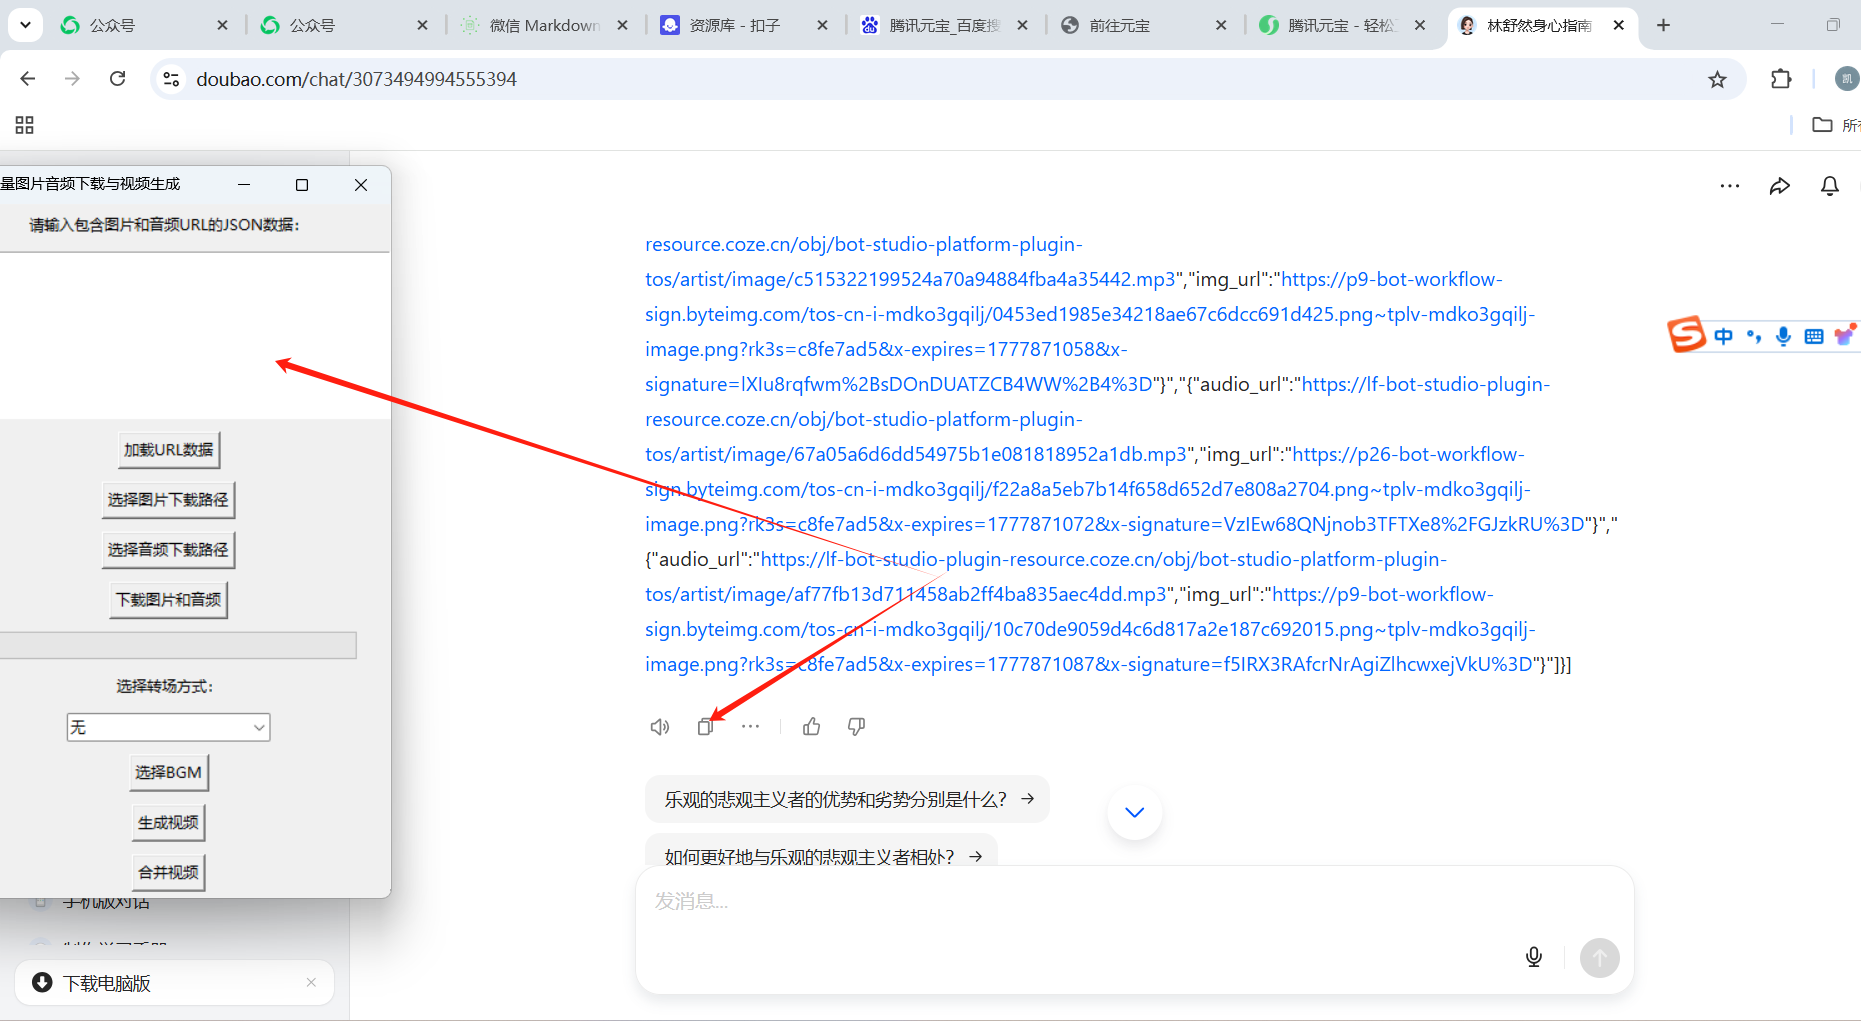 公众号
公众号
微信 Markdown
资源库 - 扣子
腾讯元宝_百度搜
前往元宝
腾讯元宝 - 轻松
林舒然身心指南
doubao.com/chat/3073494994555394
凯
所有
量图片音频下载与视频生成
请输入包含图片和音频URL的JSON数据：
加载URL数据
选择图片下载路径
选择音频下载路径
下载图片和音频
选择转场方式：
无
选择BGM
生成视频
合并视频
手机版对话
下载电脑版
resource.coze.cn/obj/bot-studio-platform-plugin-
tos/artist/image/c515322199524a70a94884fba4a35442.mp3","img_url":"https://p9-bot-workflow-
sign.byteimg.com/tos-cn-i-mdko3gqilj/0453ed1985e34218ae67c6dcc691d425.png~tplv-mdko3gqilj-
image.png?rk3s=c8fe7ad5&x-expires=1777871058&x-
signature=lXIu8rqfwm%2BsDOnDUATZCB4WW%2B4%3D"}","{"audio_url":"https://lf-bot-studio-plugin-
resource.coze.cn/obj/bot-studio-platform-plugin-
tos/artist/image/67a05a6d6dd54975b1e081818952a1db.mp3","img_url":"https://p26-bot-workflow-
sign.byteimg.com/tos-cn-i-mdko3gqilj/f22a8a5eb7b14f658d652d7e808a2704.png~tplv-mdko3gqilj-
image.png?rk3s=c8fe7ad5&x-expires=1777871072&x-signature=VzIEw68QNjnob3TFTXe8%2FGJzkRU%3D"}","
{"audio_url":"https://lf-bot-studio-plugin-resource.coze.cn/obj/bot-studio-platform-plugin-
tos/artist/image/af77fb13d711458ab2ff4ba835aec4dd.mp3","img_url":"https://p9-bot-workflow-
sign.byteimg.com/tos-cn-i-mdko3gqilj/10c70de9059d4c6d817a2e187c692015.png~tplv-mdko3gqilj-
image.png?rk3s=c8fe7ad5&x-expires=1777871087&x-signature=f5IRX3RAfcrNrAgiZlhcwxejVkU%3D"}"]}]
中
乐观的悲观主义者的优势和劣势分别是什么？
如何更好地与乐观的悲观主义者相处？
发消息...